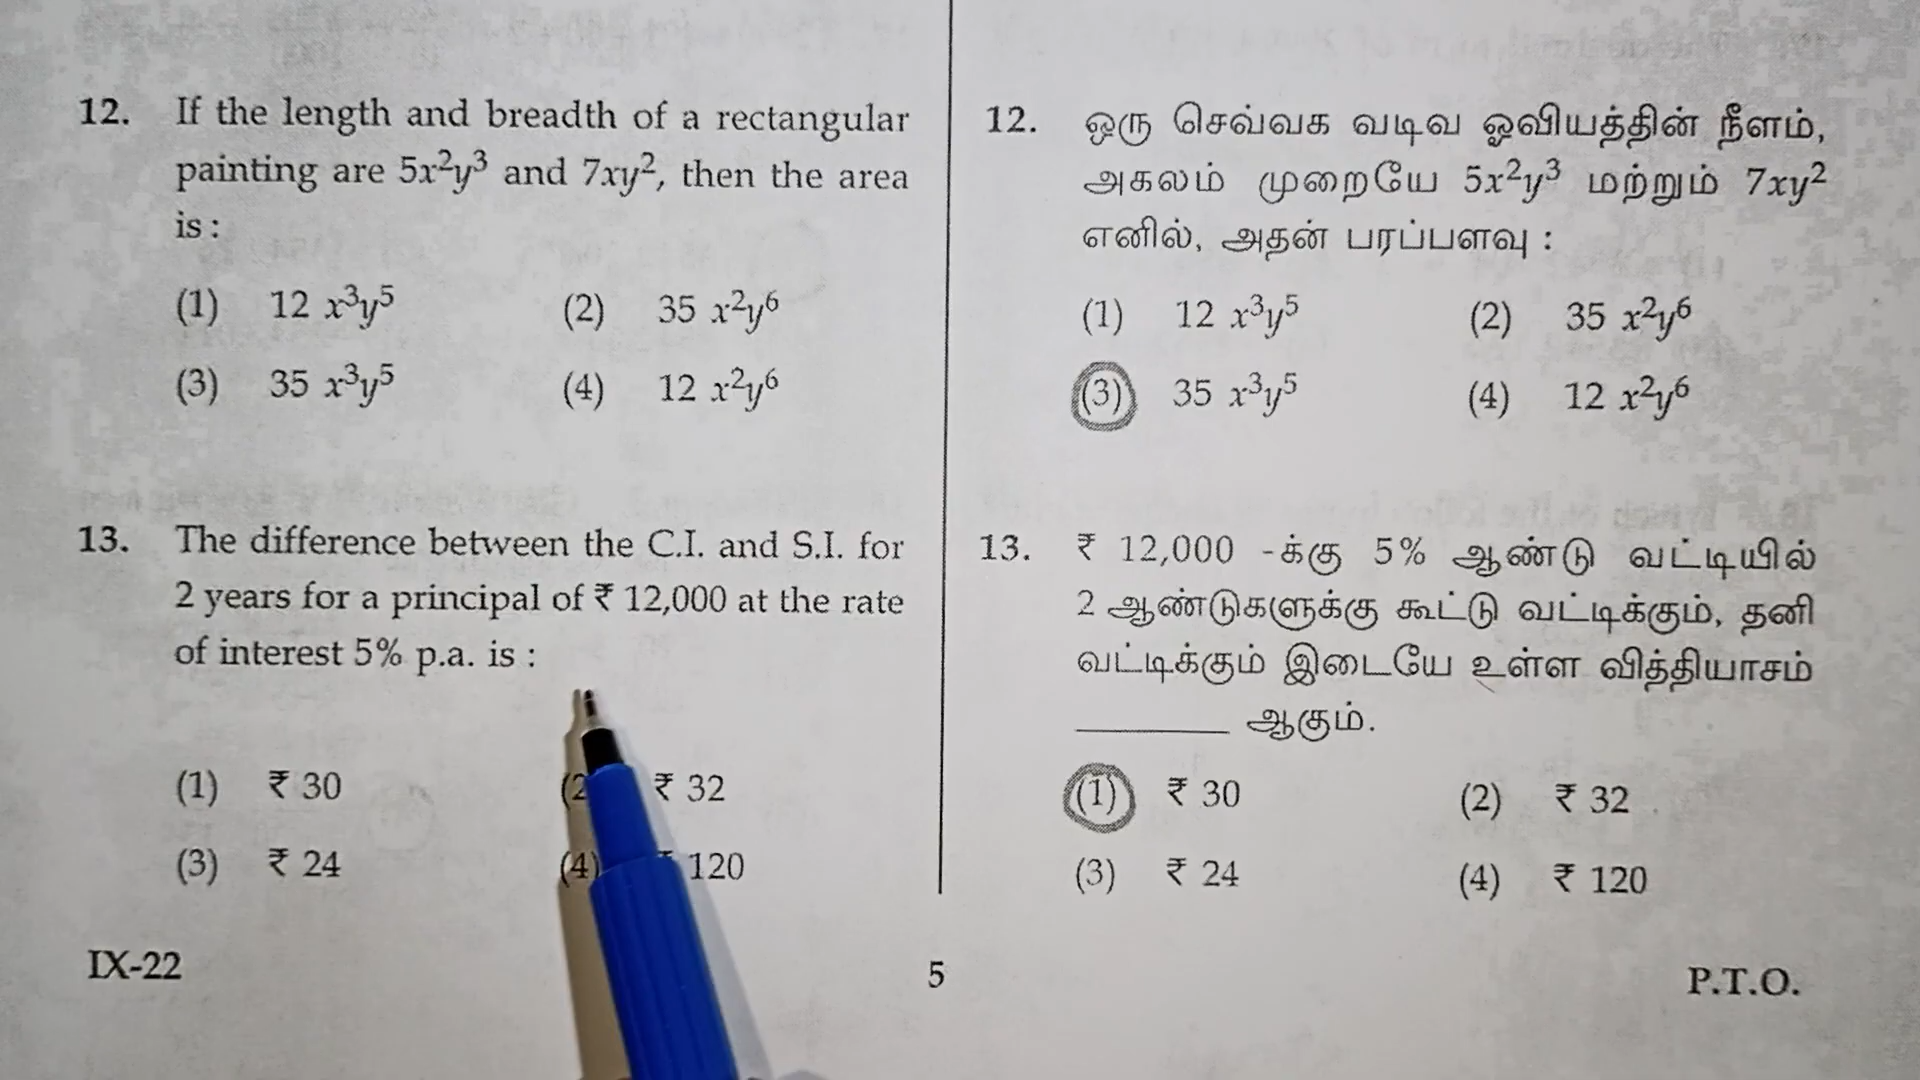 12. If the length and breadth of a rectangular
painting are 5x²y³ and 7xy², then the area
is :
(1) 12 x³y⁵ (2) 35 x²y⁶
(3) 35 x³y⁵ (4) 12 x²y⁶
13. The difference between the C.I. and S.I. for
2 years for a principal of ₹ 12,000 at the rate
of interest 5% p.a. is :
(1) ₹ 30 (2 ₹ 32
(3) ₹ 24 (4) ₹ 120
12. ஒரு செவ்வக வடிவ ஓவியத்தின் நீளம்,
அகலம் முறையே 5x²y³ மற்றும் 7xy²
எனில், அதன் பரப்பளவு :
(1) 12 x³y⁵ (2) 35 x²y⁶
(3) 35 x³y⁵ (4) 12 x²y⁶
13. ₹ 12,000 -க்கு 5% ஆண்டு வட்டியில்
2 ஆண்டுகளுக்கு கூட்டு வட்டிக்கும், தனி
வட்டிக்கும் இடையே உள்ள வித்தியாசம்
________ ஆகும்.
(1) ₹ 30 (2) ₹ 32
(3) ₹ 24 (4) ₹ 120
IX-22 5 P.T.O.